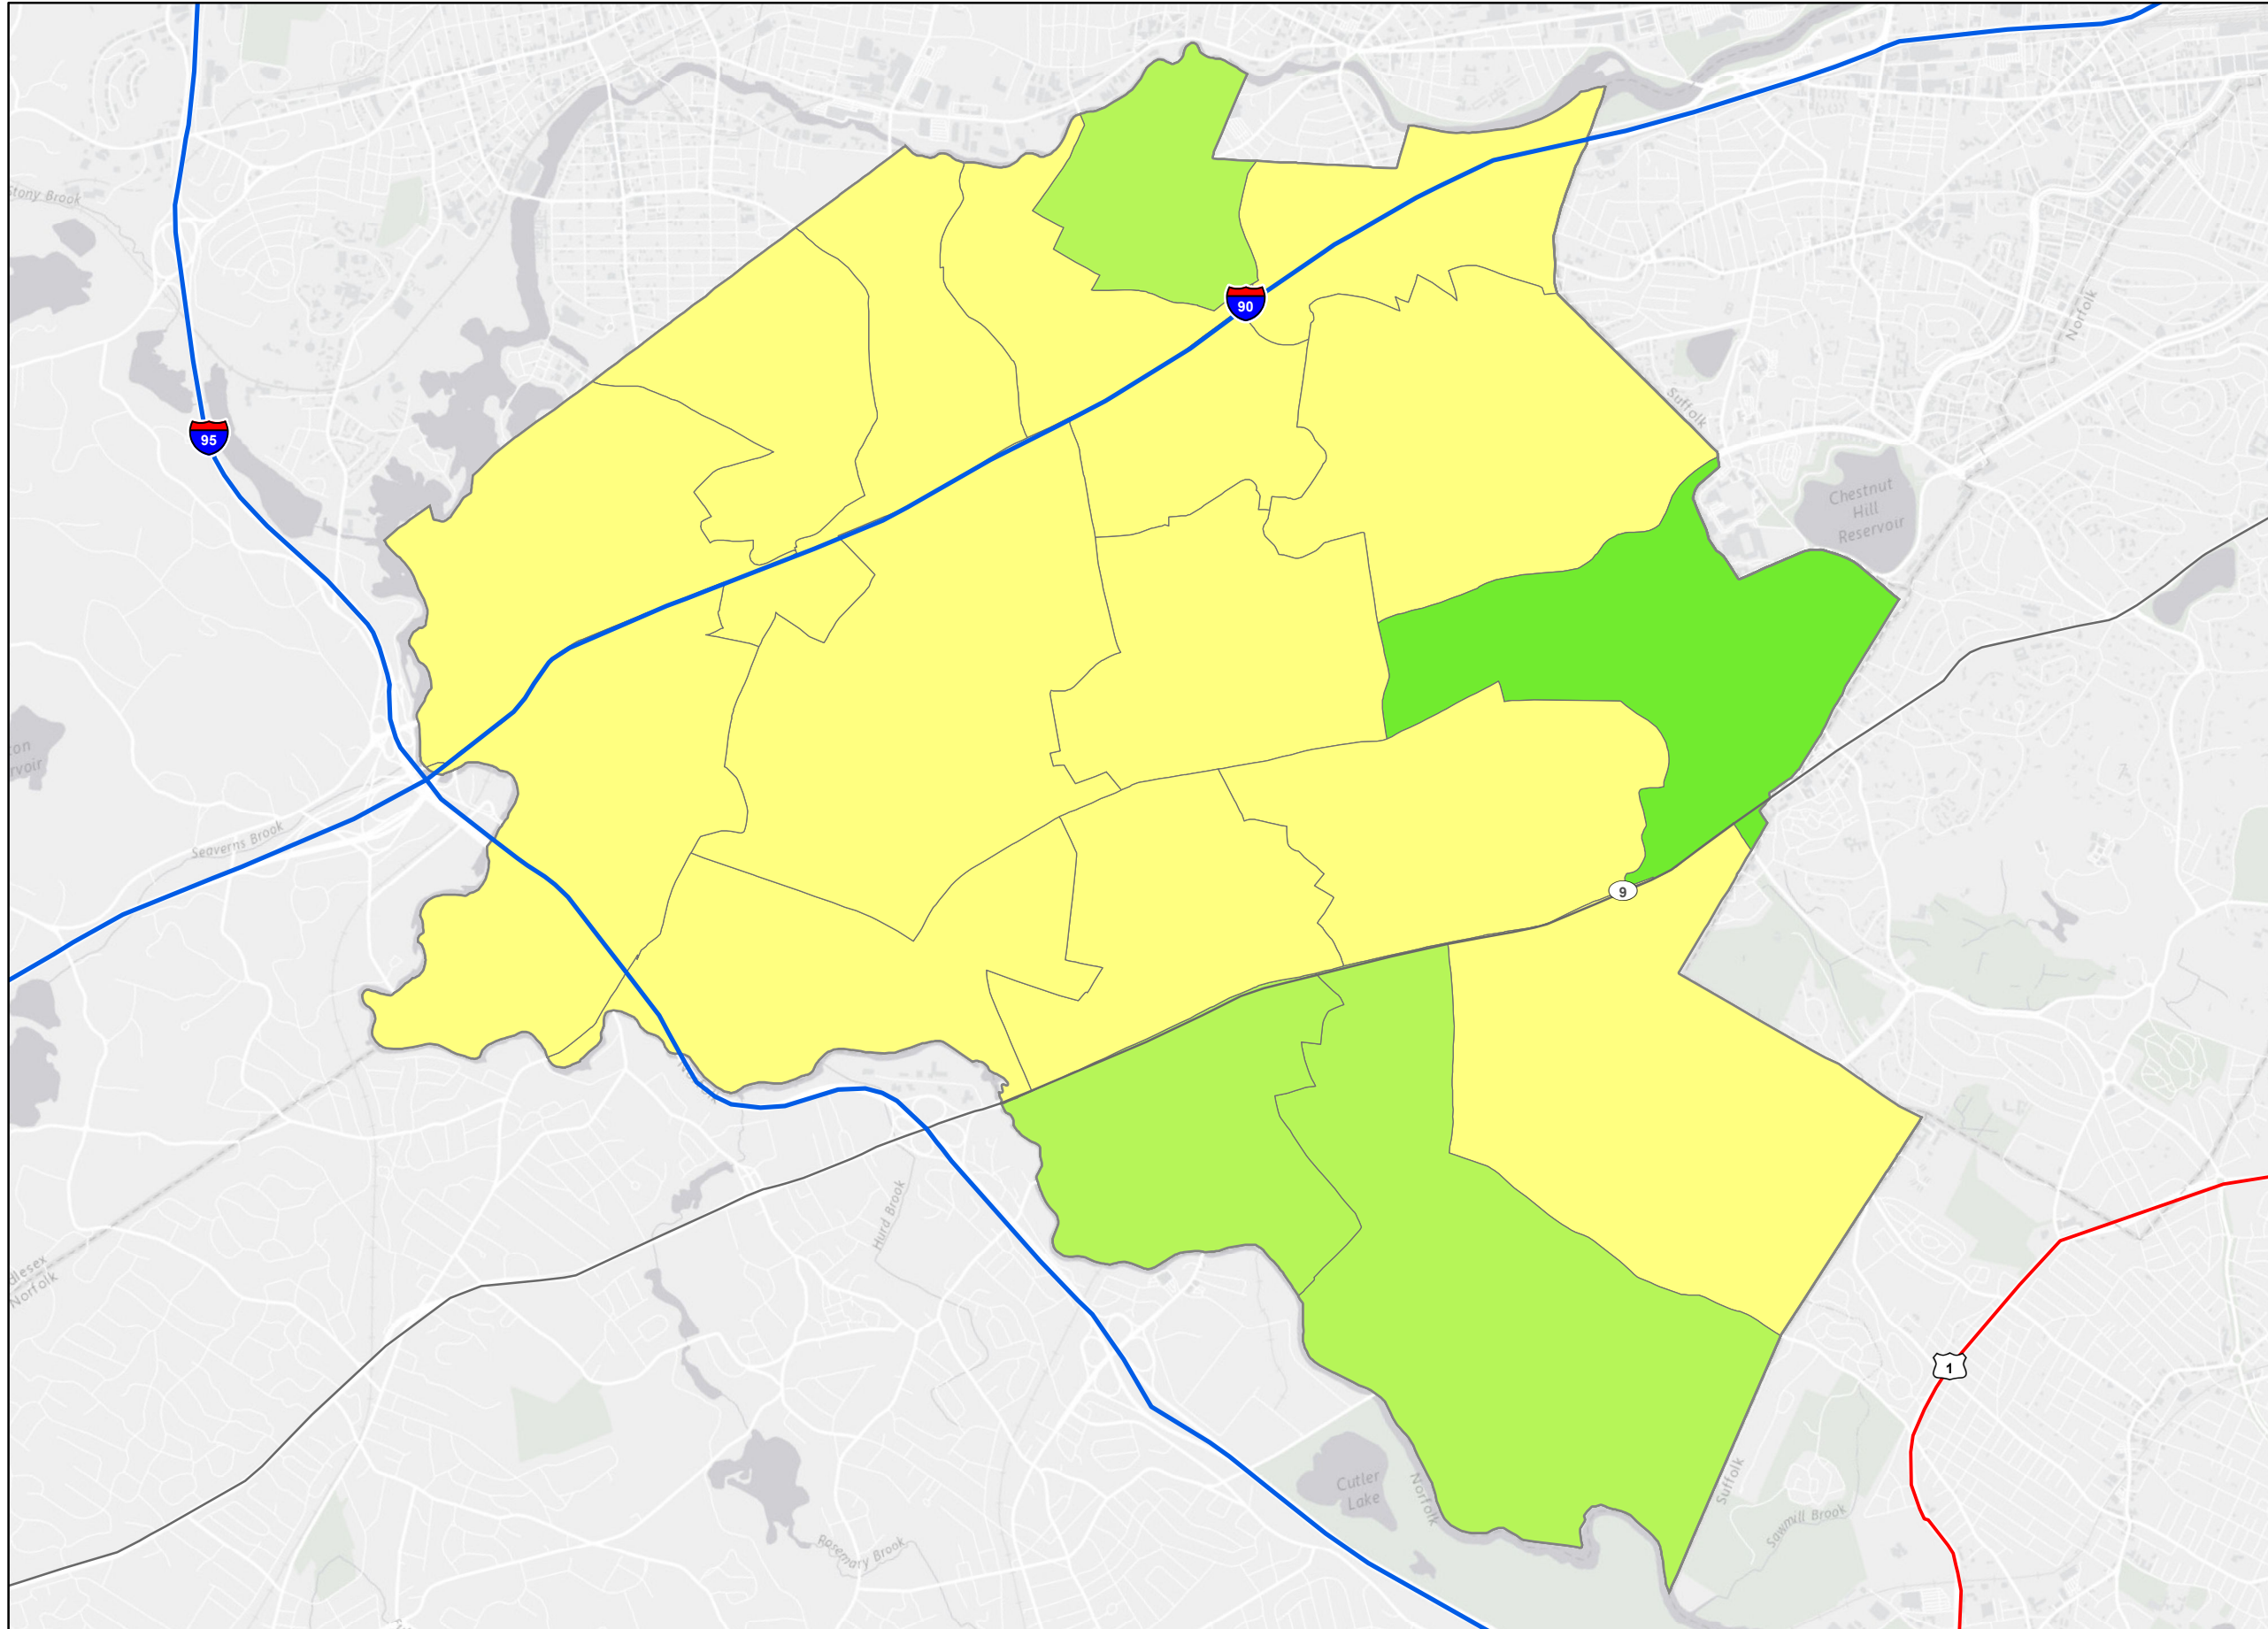 Stony Brook
90
95
Norfolk
Suffolk
Chestnut
Hill
Reservoir
Seaverns Brook
9
Hurd Brook
Norfolk
1
Cutler
Lake
Norfolk
Suffolk
Sawmill Brook
Rosemary Brook